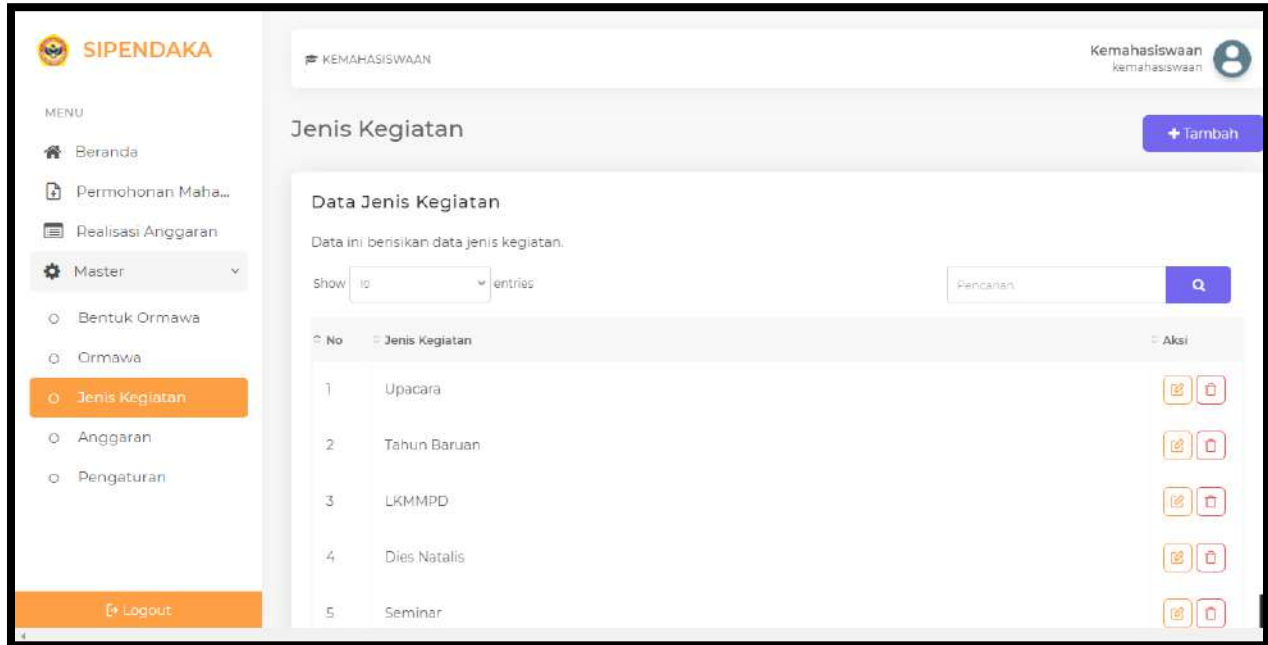 SIPENDAKA
KEMAHASISWAAN
Kemahasiswaan
kemahasiswaan
MENU
Beranda
Permohonan Maha...
Realisasi Anggaran
Master
Bentuk Ormawa
Ormawa
Jenis Kegiatan
Anggaran
Pengaturan
Logout
Jenis Kegiatan
+ Tambah
Data Jenis Kegiatan
Data ini berisikan data jenis kegiatan.
Show 10 entries
Pencarian
No Jenis Kegiatan Aksi
1 Upacara
2 Tahun Baruan
3 LKMMPD
4 Dies Natalis
5 Seminar